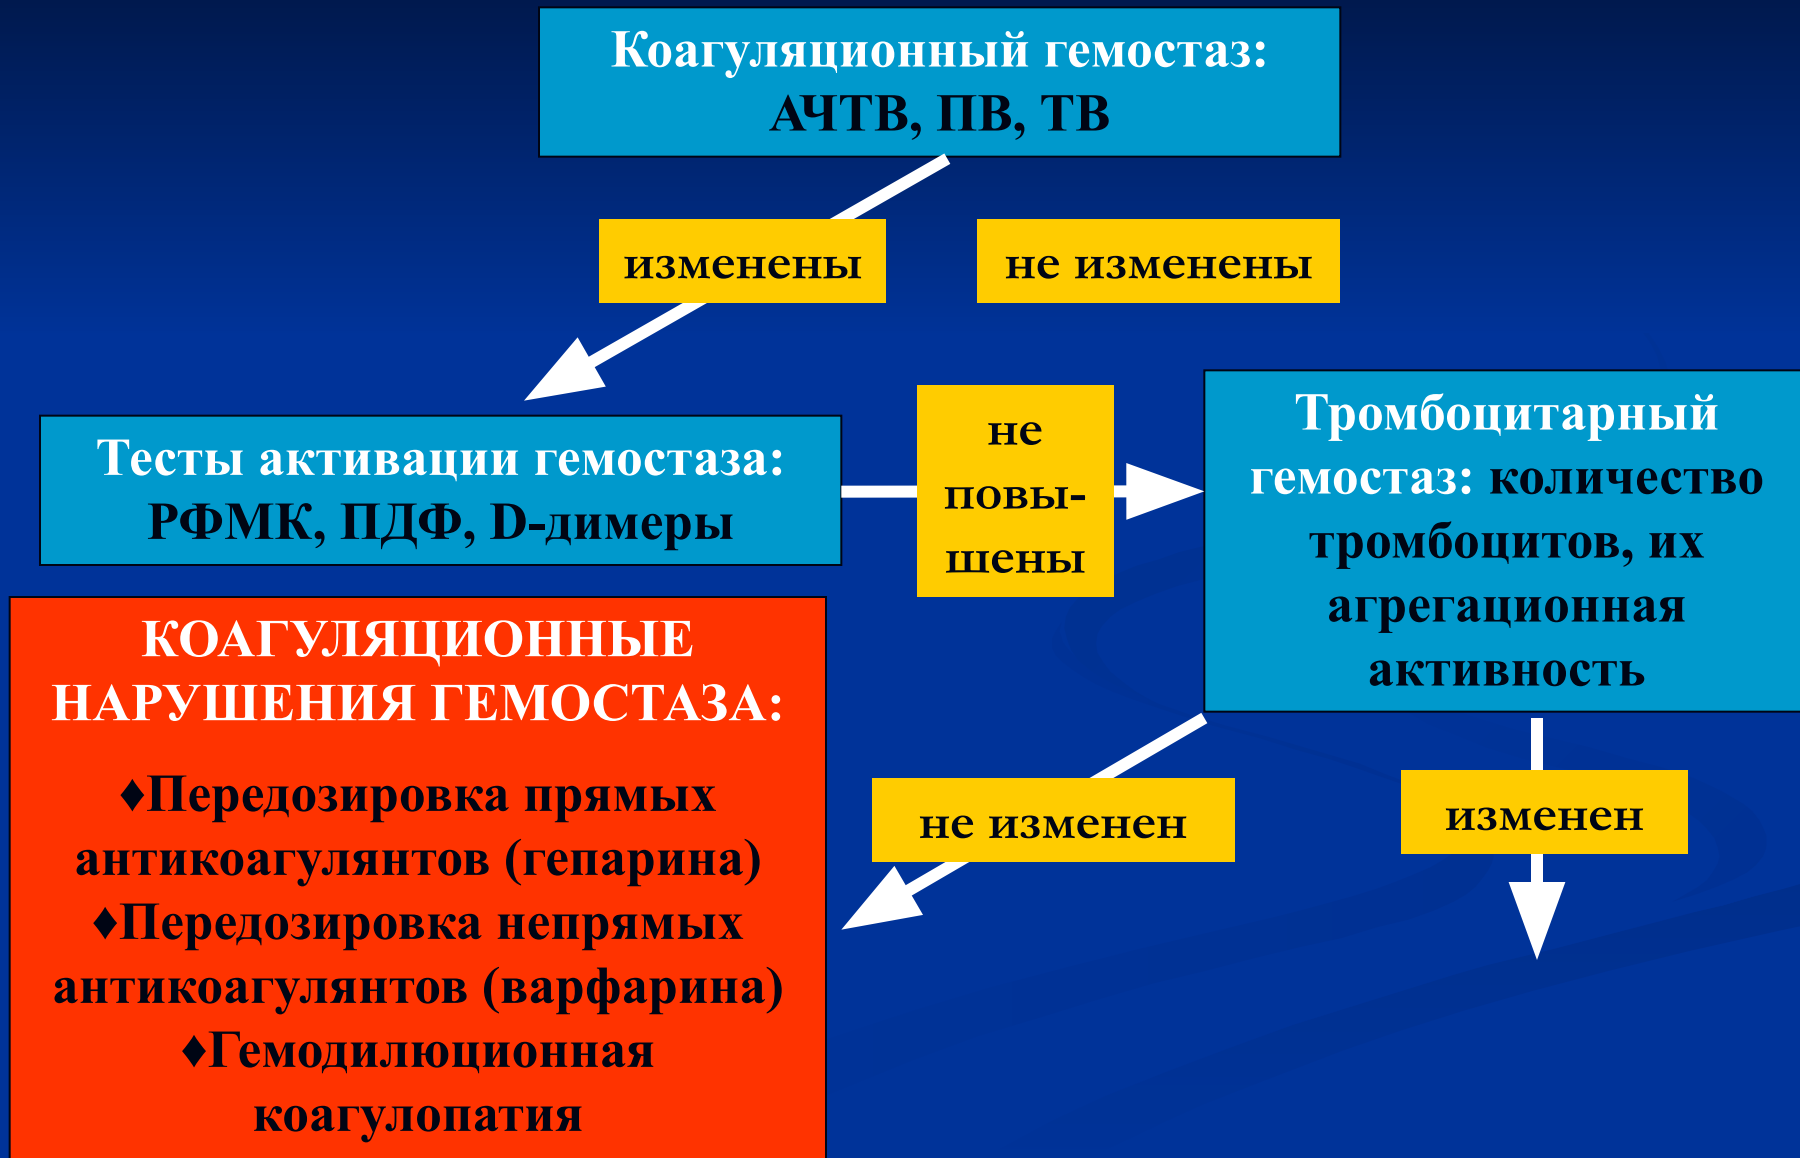 Коагуляционный гемостаз:
АЧТВ, ПВ, ТВ
изменены
не изменены
Тесты активации гемостаза:
РФМК, ПДФ, D-димеры
не
повы-
шены
Тромбоцитарный
гемостаз: количество
тромбоцитов, их
агрегационная
активность
КОАГУЛЯЦИОННЫЕ
НАРУШЕНИЯ ГЕМОСТАЗА:
♦Передозировка прямых
антикоагулянтов (гепарина)
♦Передозировка непрямых
антикоагулянтов (варфарина)
♦Гемодилюционная
коагулопатия
не изменен
изменен